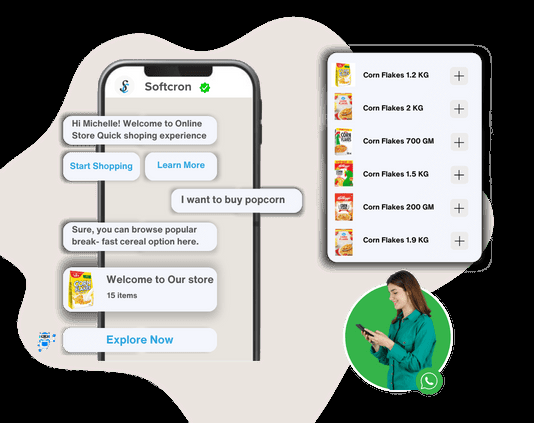 Softcron
Hi Michelle! Welcome to Online
Store Quick shoping experience
Start Shopping
Learn More
I want to buy popcorn
Sure, you can browse popular
break- fast cereal option here.
Welcome to Our store
15 items
Explore Now
Corn Flakes 1.2 KG
Corn Flakes 2 KG
Corn Flakes 700 GM
Corn Flakes 1.5 KG
Corn Flakes 200 GM
Corn Flakes 1.9 KG